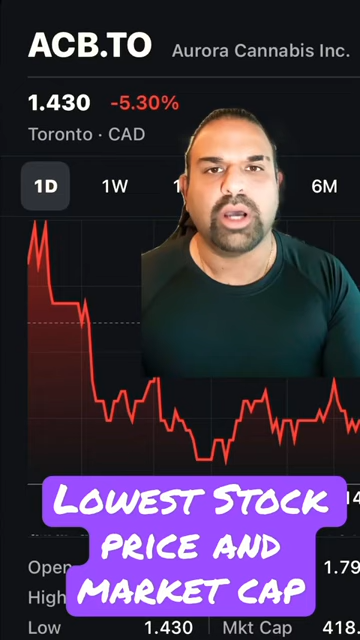 ACB.TO Aurora Cannabis Inc.
1.430 -5.30%
Toronto · CAD
1D 1W 6M
LOWEST STOCK
PRICE AND
MARKET CAP
Open 1.79
High
Low 1.430 Mkt Cap 418.